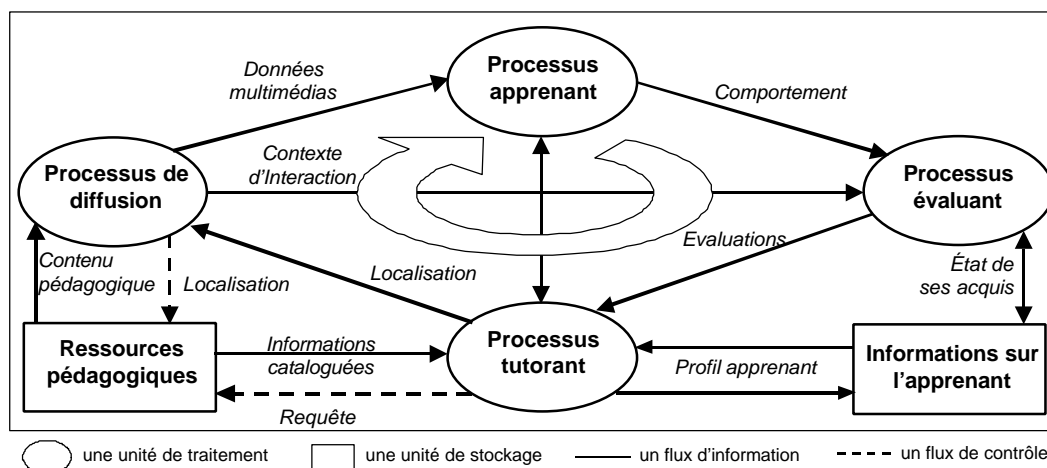 Processus
apprenant
Données
multimédias
Comportement
Contexte
d'Interaction
Processus de
diffusion
Processus
évaluant
Evaluations
Contenu
pédagogique
Localisation
Localisation
État de
ses acquis
Processus
tutorant
Ressources
pédagogiques
Informations
cataloguées
Profil apprenant
Informations sur
l'apprenant
Requête
une unité de traitement
une unité de stockage
un flux d'information
un flux de contrôle